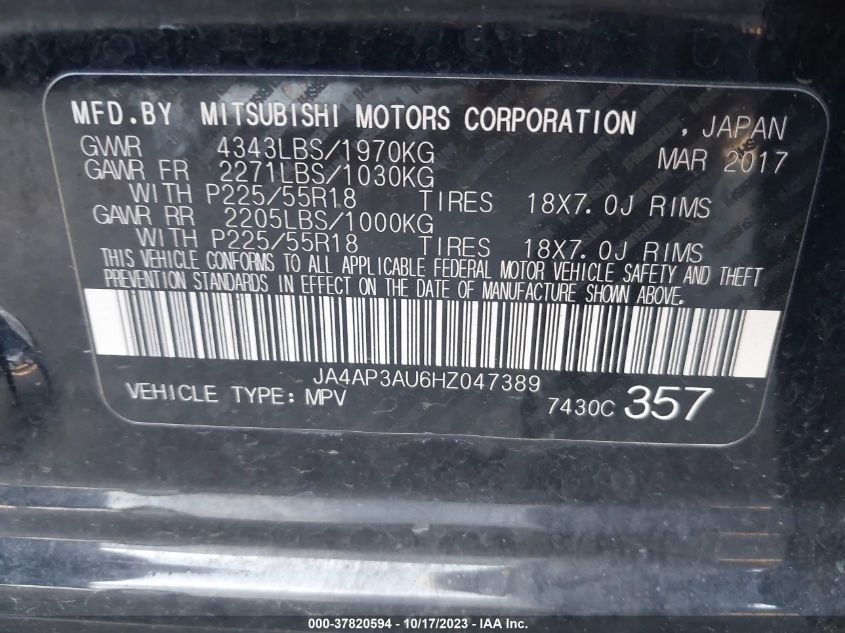 MFD.BY MITSUBISHI MOTORS CORPORATION , JAPAN
GVWR 4343LBS/1970KG MAR 2017
GAWR FR 2271LBS/1030KG
WITH P225/55R18 TIRES 18X7.0J RIMS
GAWR RR 2205LBS/1000KG
WITH P225/55R18 TIRES 18X7.0J RIMS
THIS VEHICLE CONFORMS TO ALL APPLICABLE FEDERAL MOTOR VEHICLE SAFETY AND THEFT
PREVENTION STANDARDS IN EFFECT ON THE DATE OF MANUFACTURE SHOWN ABOVE.
JA4AP3AU6HZ047389
VEHICLE TYPE: MPV 7430C 357
000-37820594 - 10/17/2023 - IAA Inc.